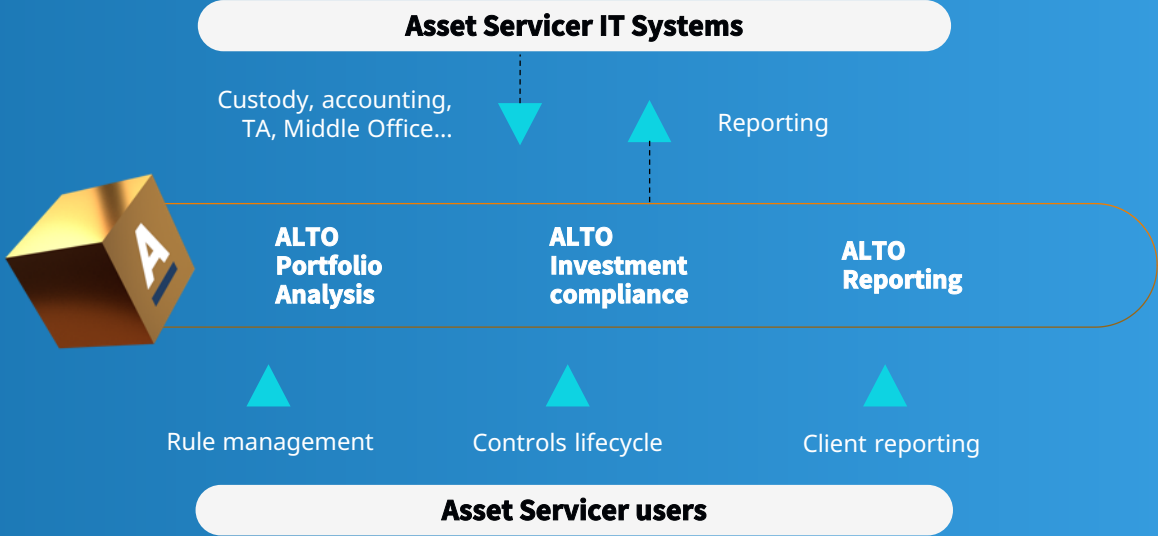 Asset Servicer IT Systems
Custody, accounting,
TA, Middle Office...
Reporting
A
ALTO
Portfolio
Analysis
ALTO
Investment
compliance
ALTO
Reporting
Rule management
Controls lifecycle
Client reporting
Asset Servicer users